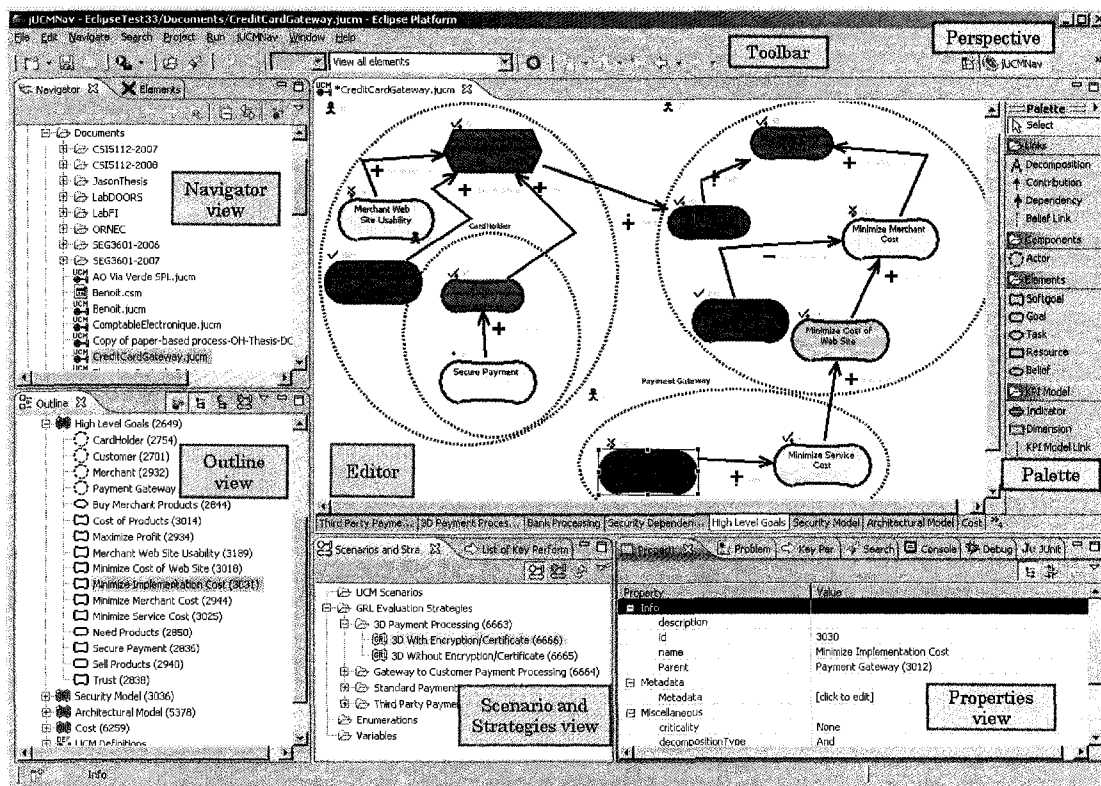 jUCMNav - EclipseTest33/Documents/CreditCardGateway.jucm - Eclipse Platform
File Edit Navigate Search Project Run jUCMNav Window Help
View all elements
Toolbar
Perspective
jUCMNav
Navigator
Elements
Documents
CSI5112-2007
CSI5112-2008
JasonThesis
LabDOORS
LabFI
ORNEC
SEG3601-2006
SEG3601-2007
AO Via Verde SPL.jucm
Benoit.csm
Benoit.jucm
ComptableElectronique.jucm
Copy of paper-based process-OH-Thesis-DC
CreditCardGateway.jucm
Navigator view
*CreditCardGateway.jucm
Merchant Web Site Usability
CardHolder
Secure Payment
Minimize Merchant Cost
Minimize Cost of Web Site
Payment Gateway
Minimize Service Cost
Editor
Palette
Select
Links
Decomposition
Contribution
Dependency
Belief Link
Components
Actor
Elements
Softgoal
Goal
Task
Resource
Belief
KPI Model
Indicator
Dimension
KPI Model Link
Palette
Third Party Payme... 3D Payment Proces... Bank Processing Security Dependen... High Level Goals Security Model Architectural Model Cost
Outline
High Level Goals (2649)
CardHolder (2754)
Customer (2701)
Merchant (2932)
Payment Gateway
Buy Merchant Products (2844)
Cost of Products (3014)
Maximize Profit (2934)
Merchant Web Site Usability (3189)
Minimize Cost of Web Site (3018)
Minimize Implementation Cost (3031)
Minimize Merchant Cost (2944)
Minimize Service Cost (3025)
Need Products (2850)
Secure Payment (2836)
Sell Products (2940)
Trust (2838)
Security Model (3036)
Architectural Model (5378)
Cost (6259)
UCM Definitions
Outline view
Info
Scenarios and Stra
List of Key Perform
UCM Scenarios
GRL Evaluation Strategies
3D Payment Processing (6663)
3D With Encryption/Certificate (6666)
3D Without Encryption/Certificate (6665)
Gateway to Customer Payment Processing (6664)
Standard Payment
Third Party Payme
Enumerations
Variables
Scenario and Strategies view
Properti
Problem
Key Per
Search
Console
Debug
JUnit
Property Value
Info
description
id 3030
name Minimize Implementation Cost
Parent Payment Gateway (3012)
Metadata
Metadata [click to edit]
Miscellaneous
criticality None
decompositionType And
Properties view